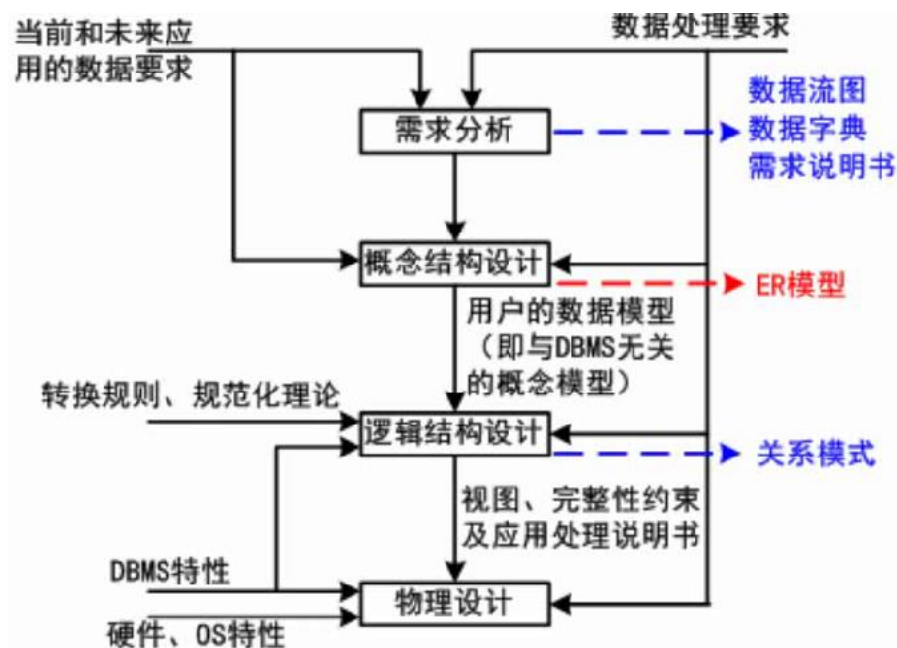 当前和未来应
用的数据要求
数据处理要求
需求分析
数据流图
数据字典
需求说明书
概念结构设计
ER模型
用户的数据模型
（即与DBMS无关
的概念模型）
转换规则、规范化理论
逻辑结构设计
关系模式
视图、完整性约束
及应用处理说明书
DBMS特性
物理设计
硬件、OS特性